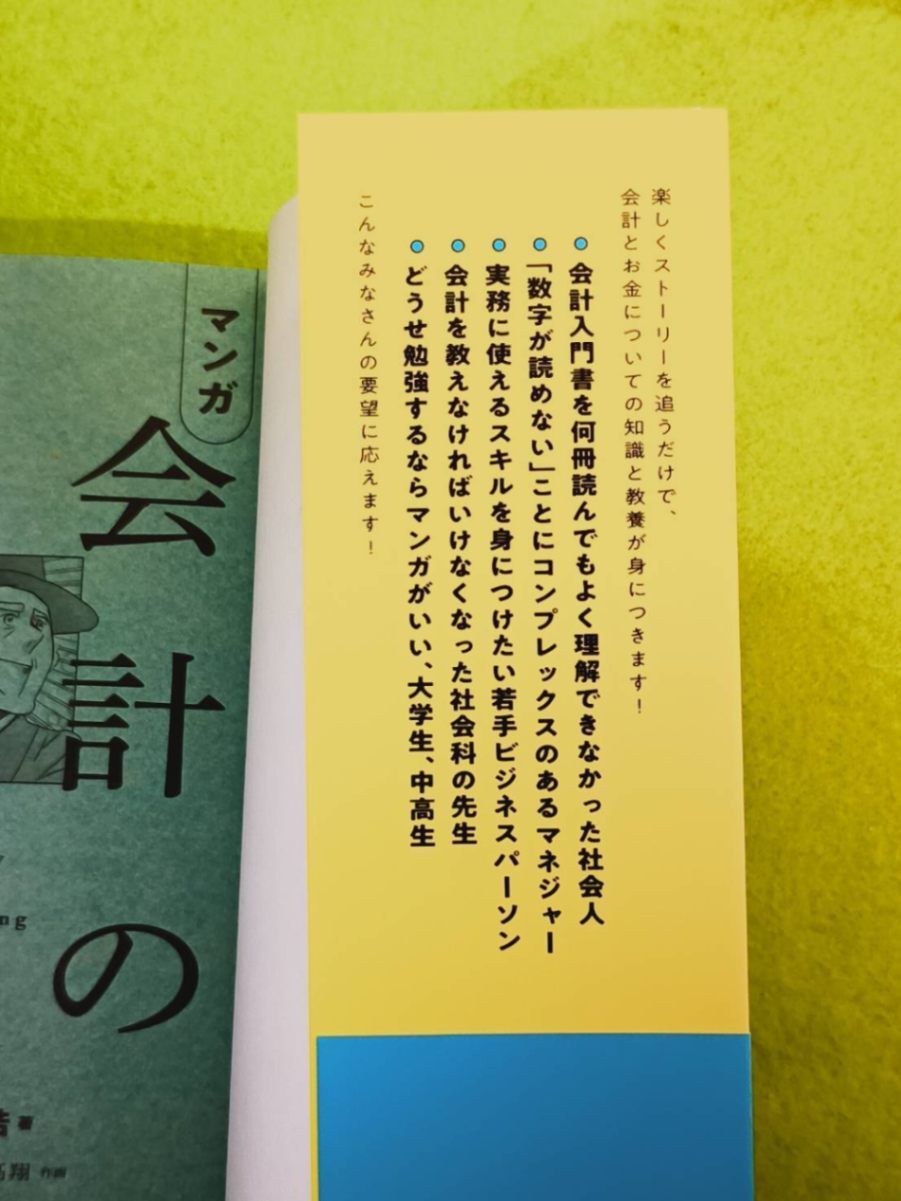 楽しくストーリーを追うだけで、
会計とお金についての知識と教養が身につきます！
会計入門書を何冊読んでもよく理解できなかった社会人
「数字が読めない」ことにコンプレックスのあるマネジャー
実務に使えるスキルを身につけたい若手ビジネスパーソン
会計を教えなければいけなくなった社会科の先生
どうせ勉強するならマンガがいい、大学生、中高生
こんなみなさんの要望に応えます！
マンガ
会計の
著
翔 作画